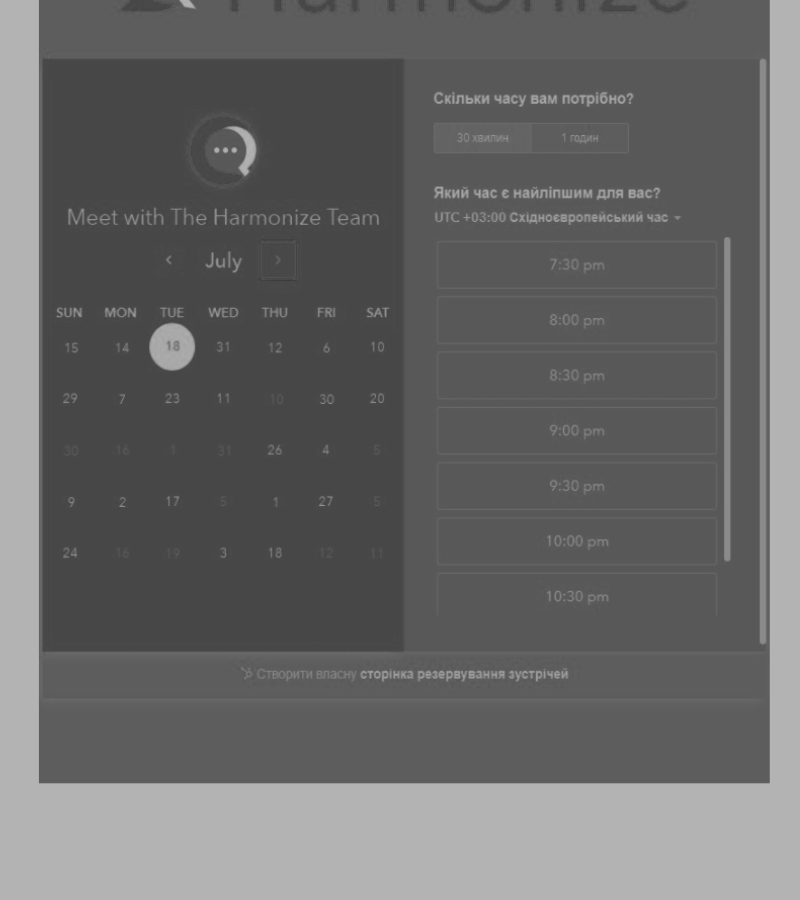 Harmonize
Meet with The Harmonize Team
July
SUN MON TUE WED THU FRI SAT
15 14 18 31 12 6 10
29 7 23 11 10 30 20
30 16 1 31 26 4 5
9 2 17 5 1 27 5
24 16 19 3 18 12 11
Скільки часу вам потрібно?
30 хвилин 1 годин
Який час є найліпшим для вас?
UTC +03:00 Східноєвропейський час
7:30 pm
8:00 pm
8:30 pm
9:00 pm
9:30 pm
10:00 pm
10:30 pm
Створити власну сторінка резервування зустрічей